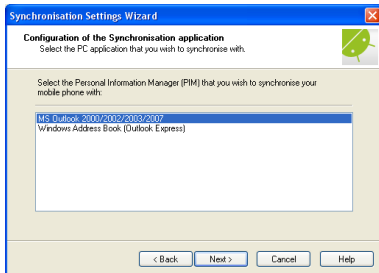 Synchronisation Settings Wizard
Configuration of the Synchronisation application
Select the PC application that you wish to synchronise with.
Select the Personal Information Manager (PIM) that you wish to synchronise your
mobile phone with:
MS Outlook 2000/2002/2003/2007
Windows Address Book (Outlook Express)
< Back
Next >
Cancel
Help